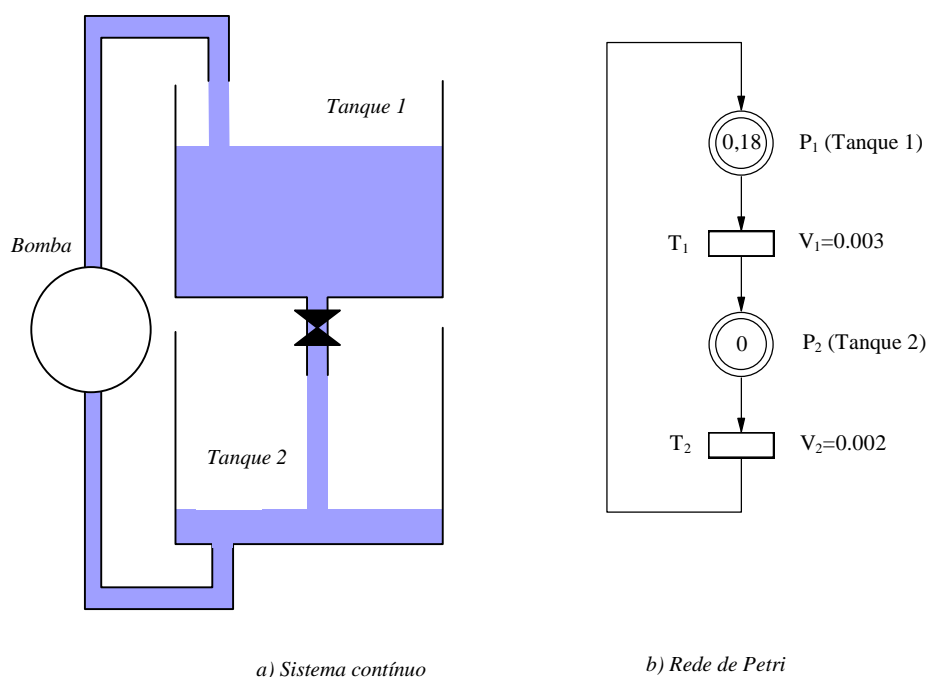 Tanque 1
Bomba
Tanque 2
a) Sistema contínuo
0,18
P₁ (Tanque 1)
T₁
V₁=0.003
0
P₂ (Tanque 2)
T₂
V₂=0.002
b) Rede de Petri